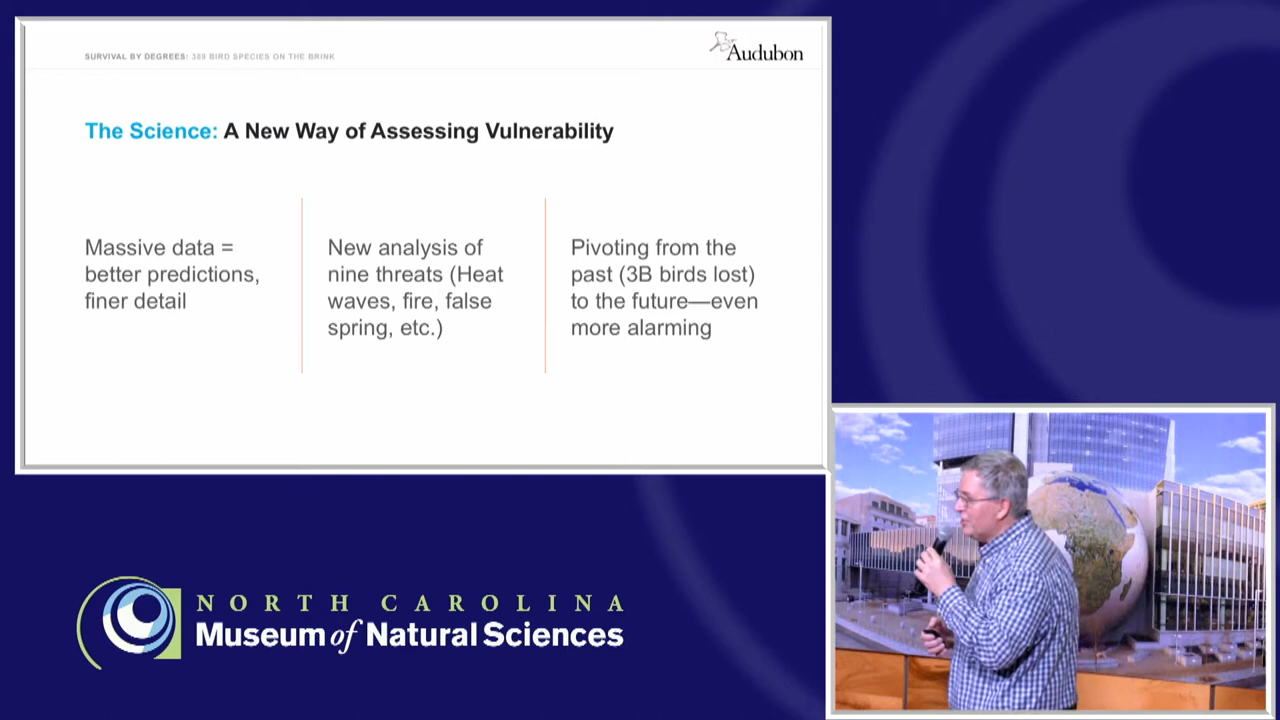 SURVIVAL BY DEGREES: 389 BIRD SPECIES ON THE BRINK
Audubon
The Science: A New Way of Assessing Vulnerability
Massive data =
better predictions,
finer detail
New analysis of
nine threats (Heat
waves, fire, false
spring, etc.)
Pivoting from the
past (3B birds lost)
to the future—even
more alarming
NORTH CAROLINA
Museum of Natural Sciences